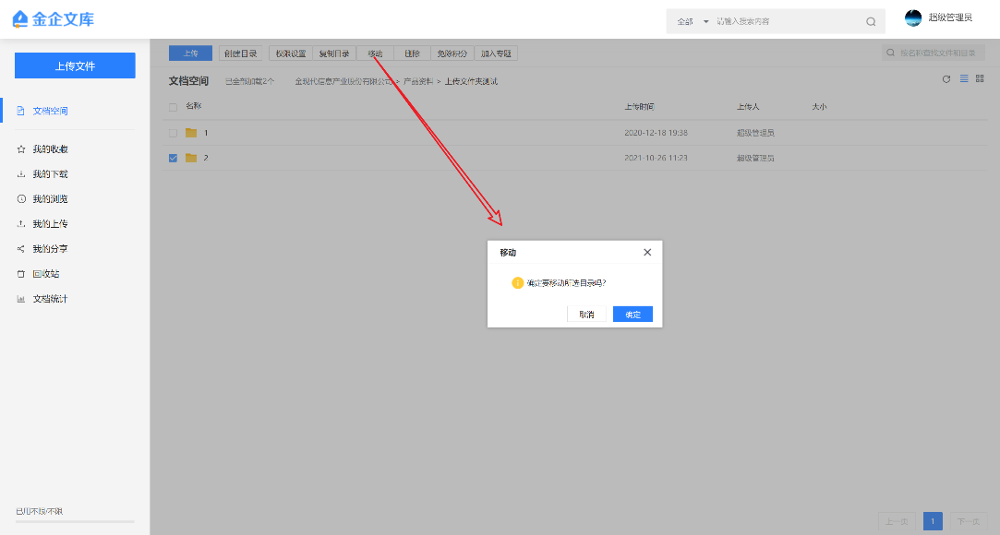 金企文库
全部 请输入搜索内容 超级管理员
上传文件
上传 创建目录 权限设置 复制目录 移动 删除 免除积分 加入专题 按名称查找文件和目录
文档空间 已全部加载2个 金现代信息产业股份有限公司 > 产品资料 > 上传文件夹测试
名称 上传时间 上传人 大小
1 2020-12-18 19:38 超级管理员
2 2021-10-26 11:23 超级管理员
文档空间
我的收藏
我的下载
我的浏览
我的上传
我的分享
回收站
文档统计
移动
确定要移动所选目录吗?
取消 确定
已用不限/不限
上一页 1 下一页